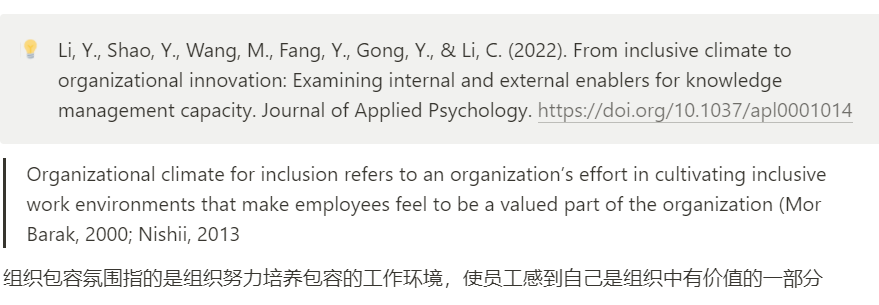 Li, Y., Shao, Y., Wang, M., Fang, Y., Gong, Y., & Li, C. (2022). From inclusive climate to
organizational innovation: Examining internal and external enablers for knowledge
management capacity. Journal of Applied Psychology. https://doi.org/10.1037/apl0001014
Organizational climate for inclusion refers to an organization’s effort in cultivating inclusive
work environments that make employees feel to be a valued part of the organization (Mor
Barak, 2000; Nishii, 2013
组织包容氛围指的是组织努力培养包容的工作环境，使员工感到自己是组织中有价值的一部分